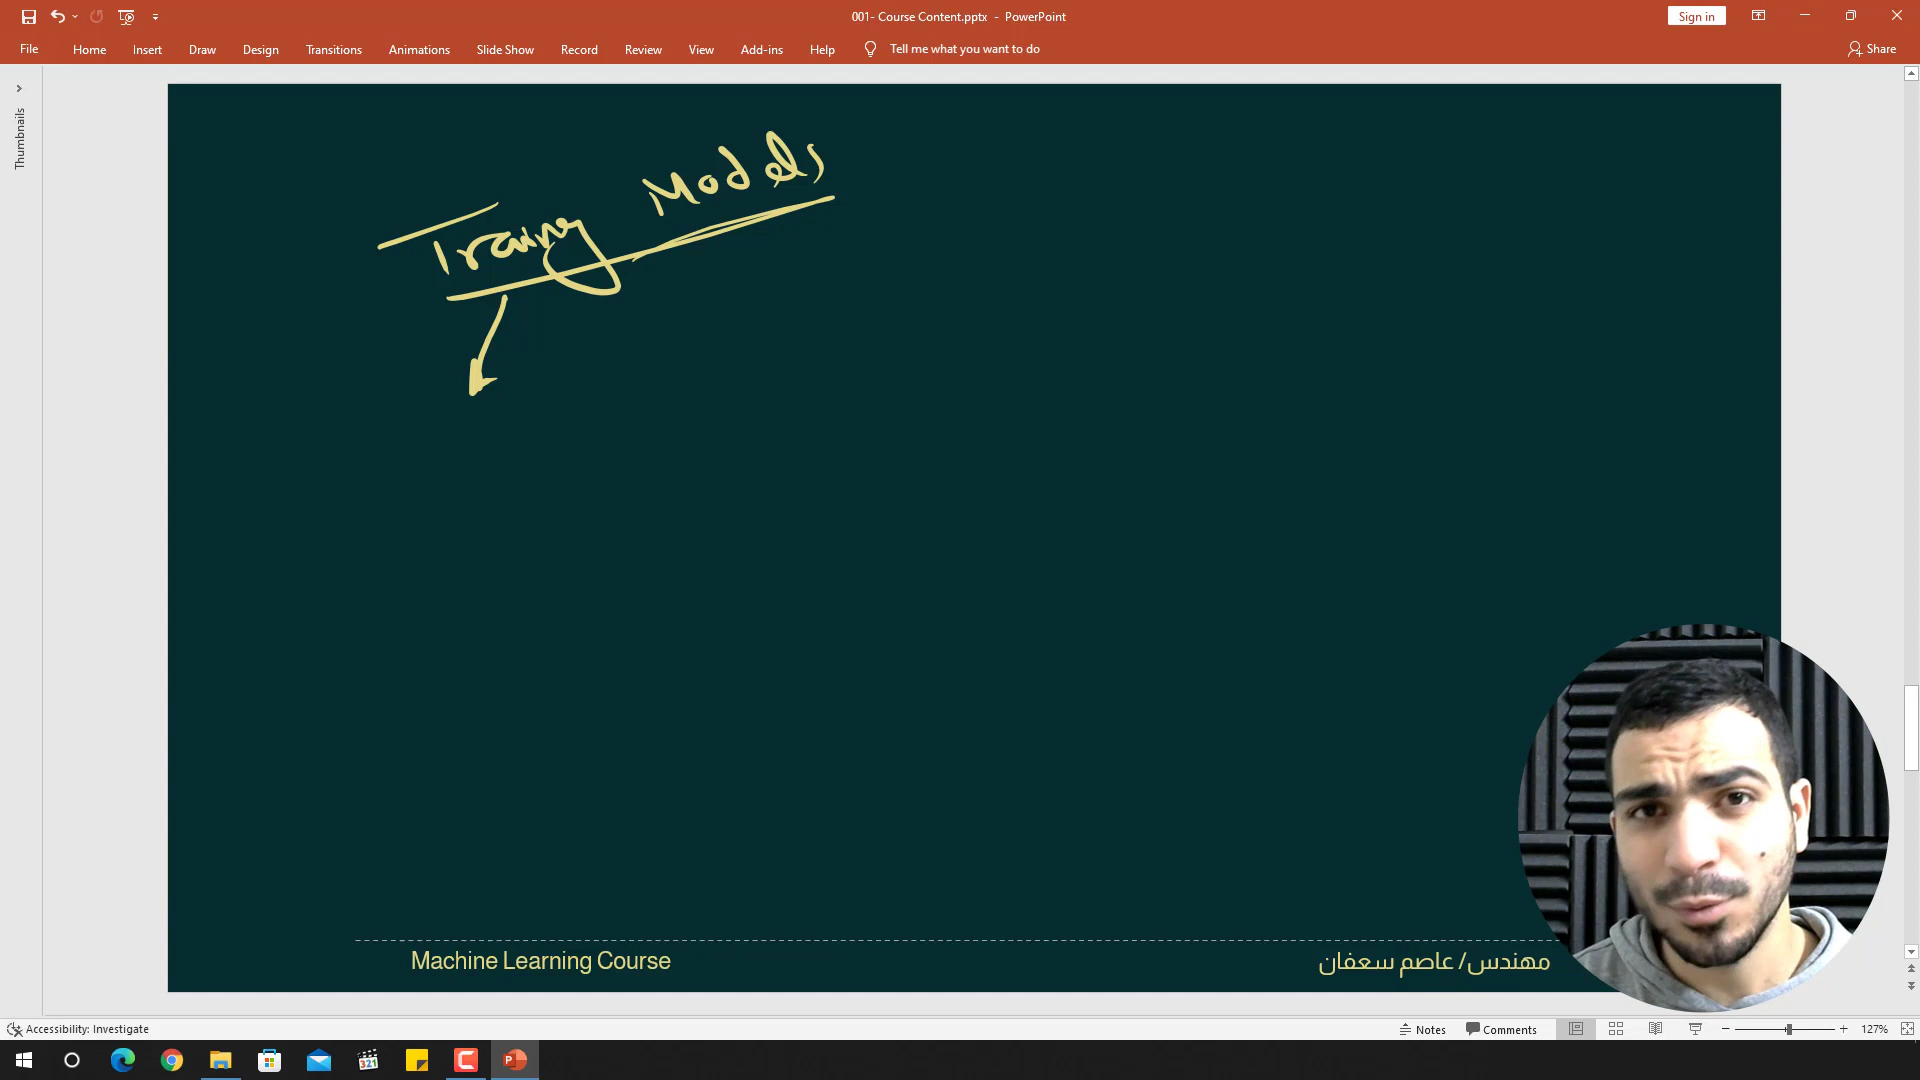 001- Course Content.pptx - PowerPoint
Sign in
File Home Insert Draw Design Transitions Animations Slide Show Record Review View Add-ins Help Tell me what you want to do Share
Thumbnails
Training Models
Machine Learning Course
مهندس/ عاصم سعفان
Accessibility: Investigate
Notes Comments 127%
321